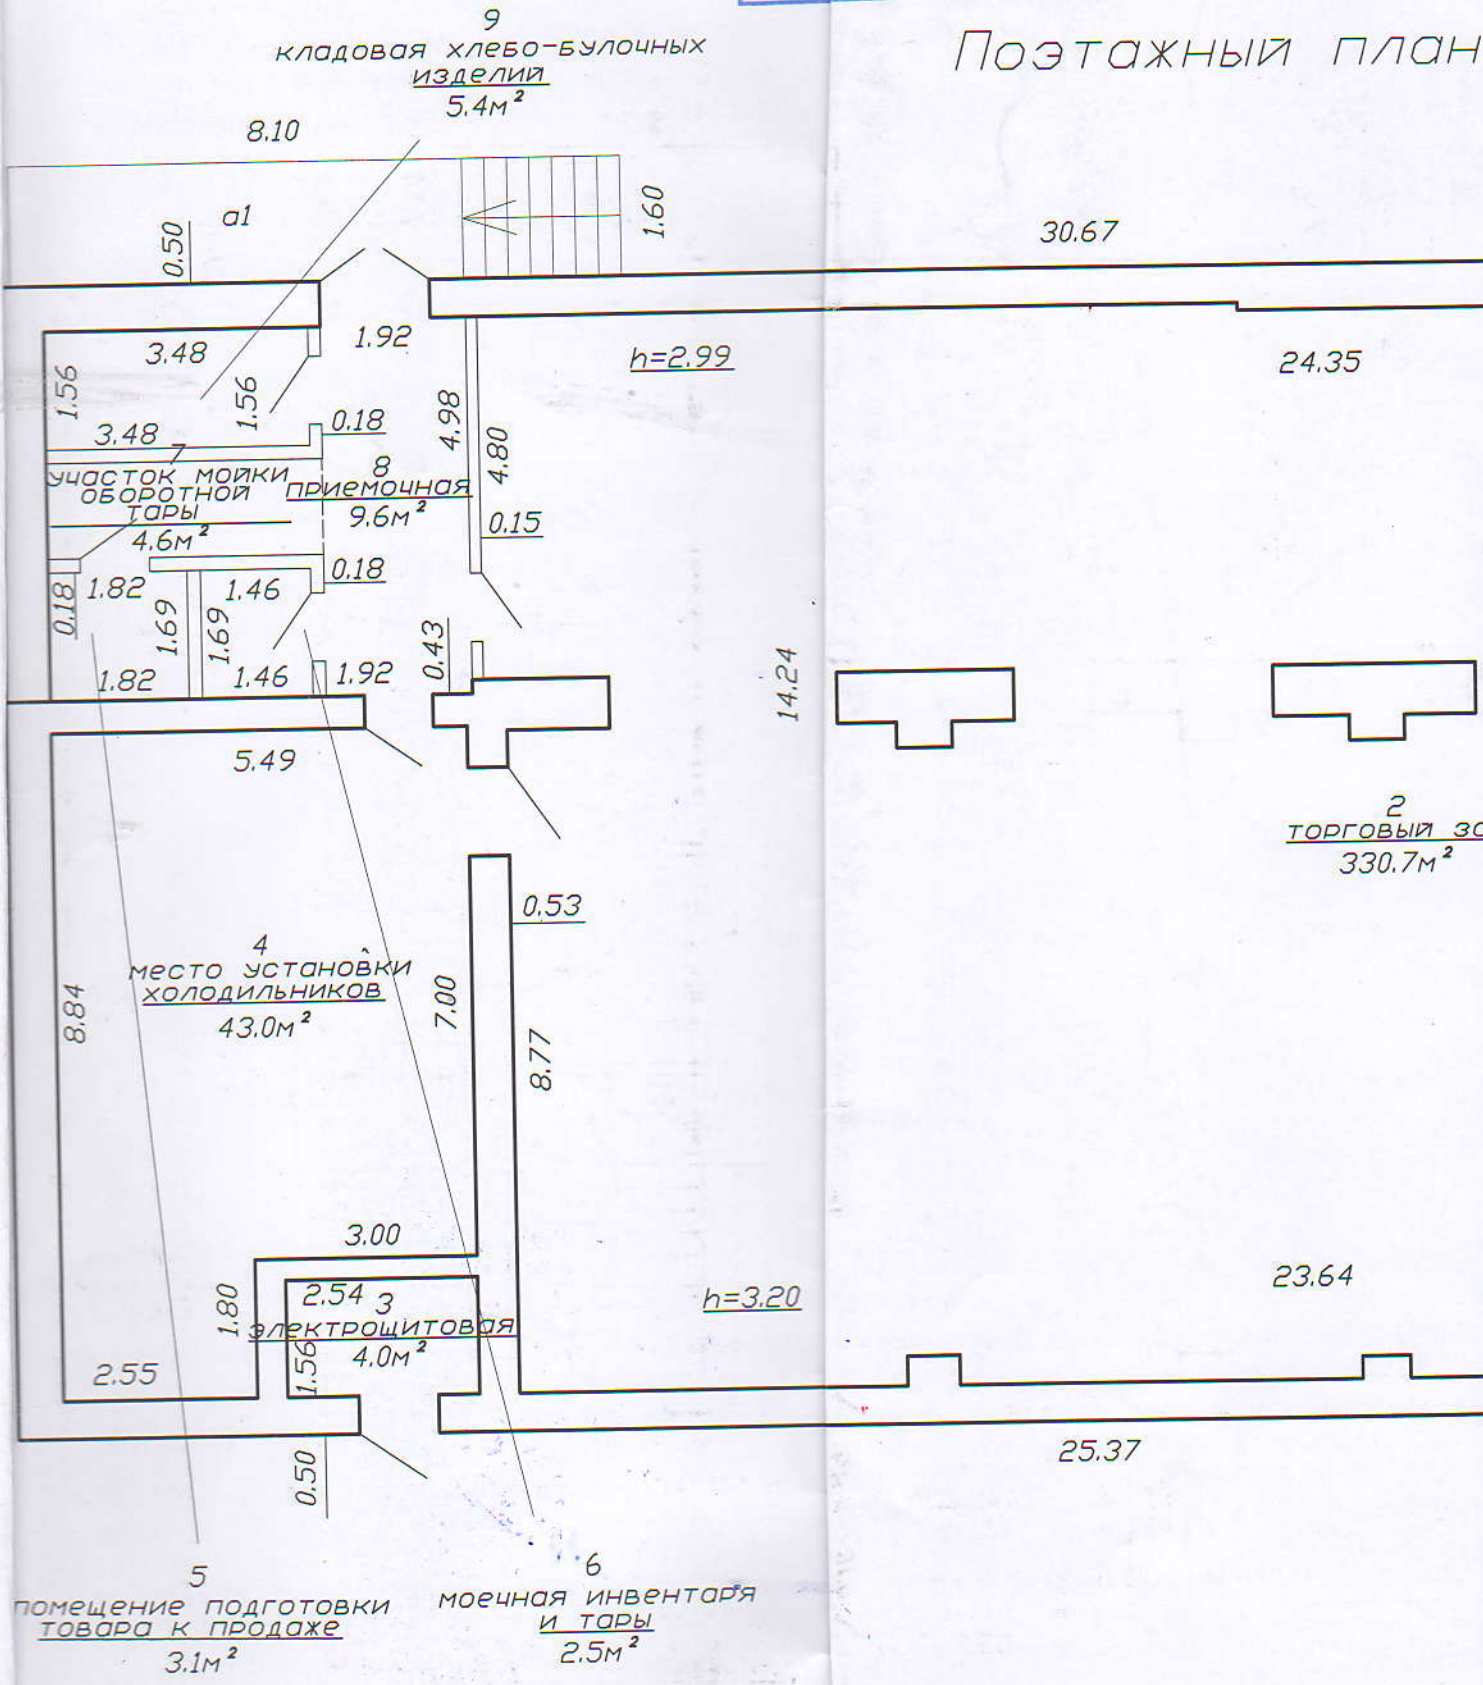 Поэтажный план
9
кладовая хлебо-булочных
изделий
5.4м²
8.10
а1
0.50
1.60
30.67
3.48
1.92
h=2.99
24.35
1.56
1.56
4.98
4.80
3.48
0.18
7
участок мойки
оборотной
тары
4.6м²
8
приемочная
9.6м²
0.15
0.18
0.18
1.82
1.69
1.69
1.46
1.82
1.46
1.92
0.43
14.24
5.49
2
торговый
330.7м²
0.53
4
место установки
холодильников
43.0м²
8.84
7.00
8.77
3.00
1.80
2.54
3
электрощитовая
4.0м²
1.56
h=3.20
23.64
2.55
0.50
25.37
5
помещение подготовки
товара к продаже
3.1м²
6
моечная инвентаря
и тары
2.5м²